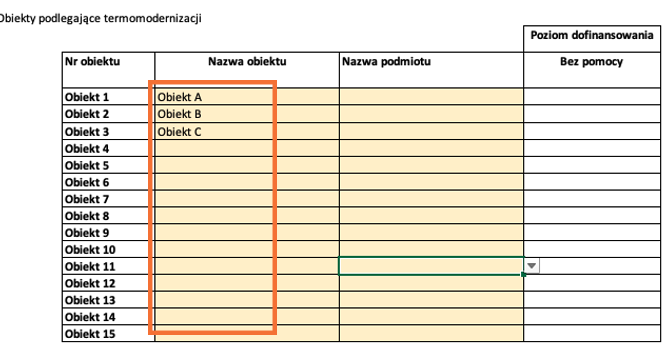 Obiekty podlegające termomodernizacji
Poziom dofinansowania
Nr obiektu Nazwa obiektu Nazwa podmiotu Bez pomocy
Obiekt 1 Obiekt A
Obiekt 2 Obiekt B
Obiekt 3 Obiekt C
Obiekt 4
Obiekt 5
Obiekt 6
Obiekt 7
Obiekt 8
Obiekt 9
Obiekt 10
Obiekt 11
Obiekt 12
Obiekt 13
Obiekt 14
Obiekt 15